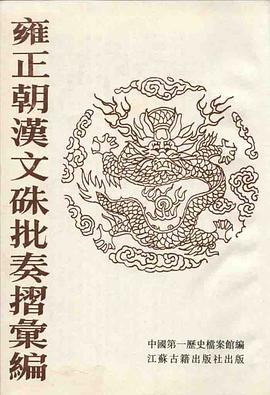 雍正朝漢文硃批奏摺彙編
中國第一歷史檔案館編
江蘇古籍出版社出版